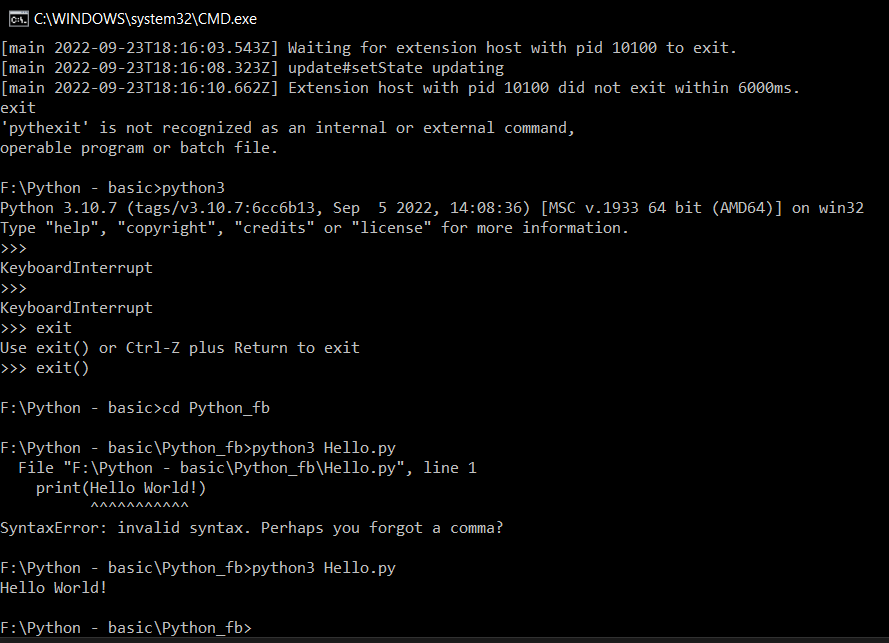 C:\WINDOWS\system32\CMD.exe
[main 2022-09-23T18:16:03.543Z] Waiting for extension host with pid 10100 to exit.
[main 2022-09-23T18:16:08.323Z] update#setState updating
[main 2022-09-23T18:16:10.662Z] Extension host with pid 10100 did not exit within 6000ms.
exit
'pythexit' is not recognized as an internal or external command,
operable program or batch file.
F:\Python - basic>python3
Python 3.10.7 (tags/v3.10.7:6cc6b13, Sep  5 2022, 14:08:36) [MSC v.1933 64 bit (AMD64)] on win32
Type "help", "copyright", "credits" or "license" for more information.
>>>
KeyboardInterrupt
>>>
KeyboardInterrupt
>>> exit
Use exit() or Ctrl-Z plus Return to exit
>>> exit()
F:\Python - basic>cd Python_fb
F:\Python - basic\Python_fb>python3 Hello.py
  File "F:\Python - basic\Python_fb\Hello.py", line 1
    print(Hello World!)
          ^^^^^^^^^^^
SyntaxError: invalid syntax. Perhaps you forgot a comma?
F:\Python - basic\Python_fb>python3 Hello.py
Hello World!
F:\Python - basic\Python_fb>